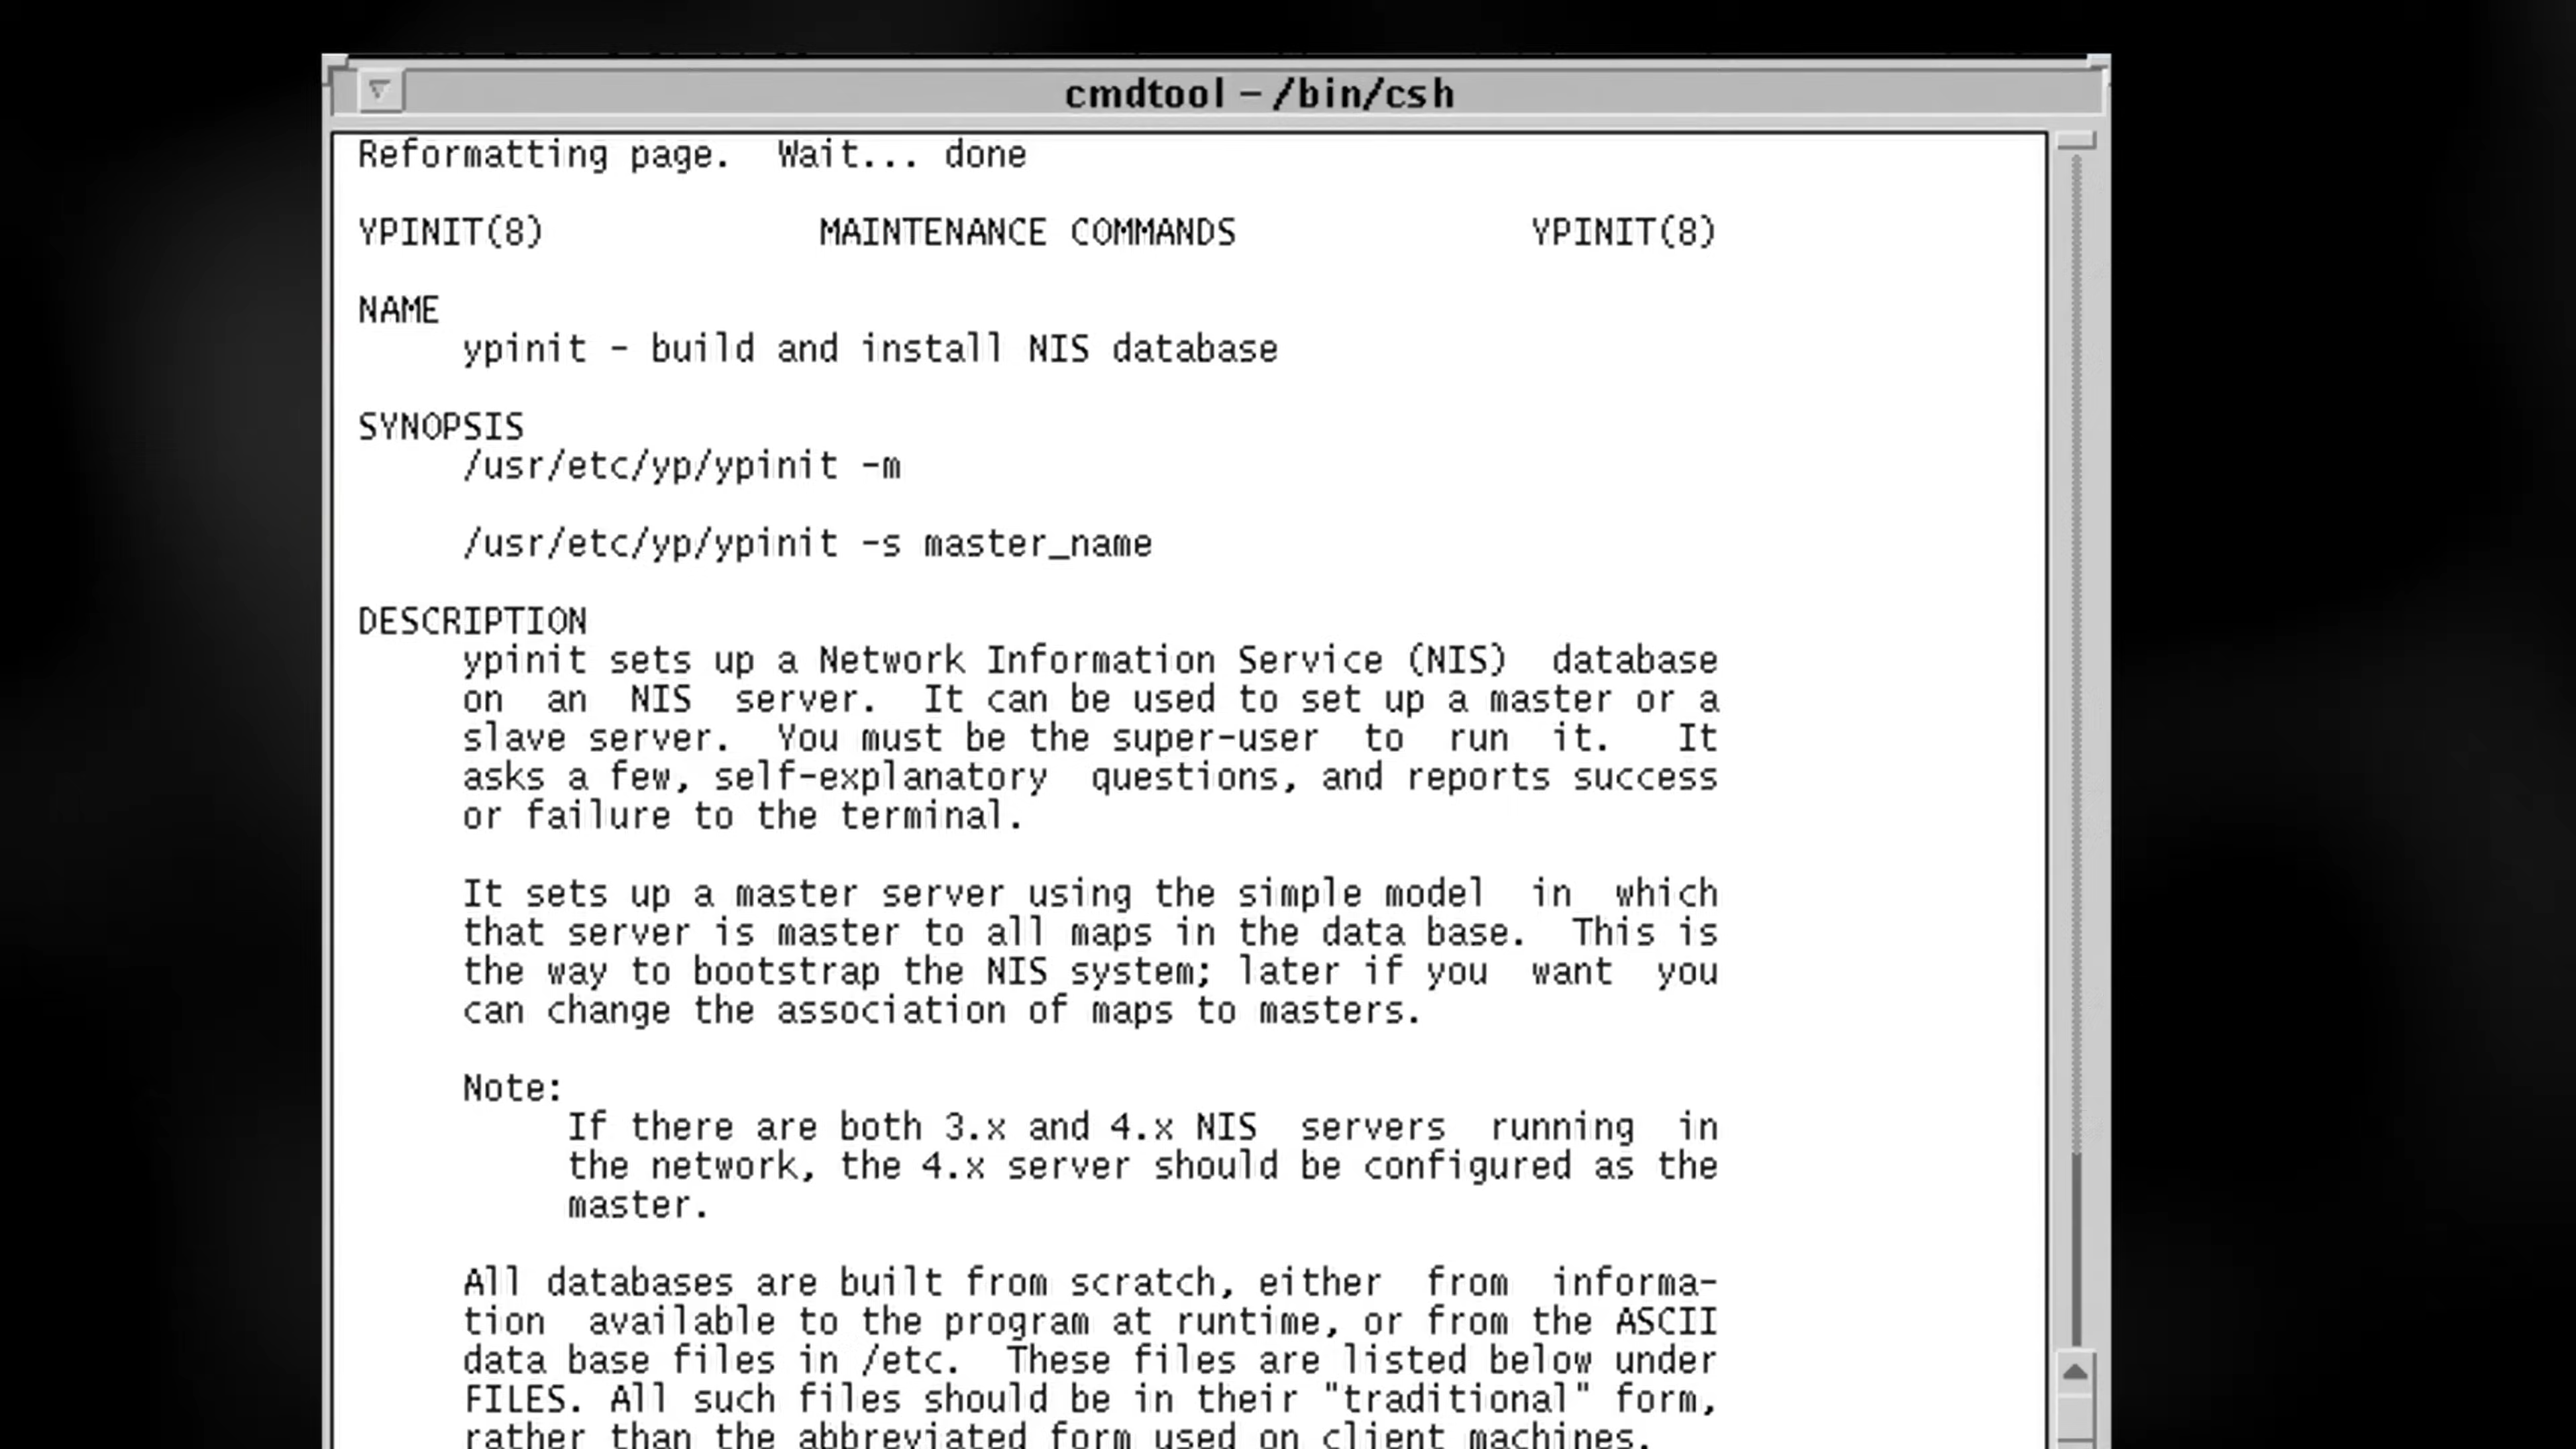 cmdtool - /bin/csh
Reformatting page.  Wait... done
YPINIT(8)             MAINTENANCE COMMANDS              YPINIT(8)
NAME
ypinit - build and install NIS database
SYNOPSIS
/usr/etc/yp/ypinit -m
/usr/etc/yp/ypinit -s master_name
DESCRIPTION
ypinit sets up a Network Information Service (NIS)  database
on  an  NIS  server.  It can be used to set up a master or a
slave server.  You must be the super-user  to  run  it.   It
asks a few, self-explanatory  questions, and reports success
or failure to the terminal.
It sets up a master server using the simple model  in  which
that server is master to all maps in the data base.  This is
the way to bootstrap the NIS system; later if you  want  you
can change the association of maps to masters.
Note:
If there are both 3.x and 4.x NIS  servers  running  in
the network, the 4.x server should be configured as the
master.
All databases are built from scratch, either  from  informa-
tion  available to the program at runtime, or from the ASCII
data base files in /etc.  These files are listed below under
FILES. All such files should be in their "traditional" form,
rather than the abbreviated form used on client machines.